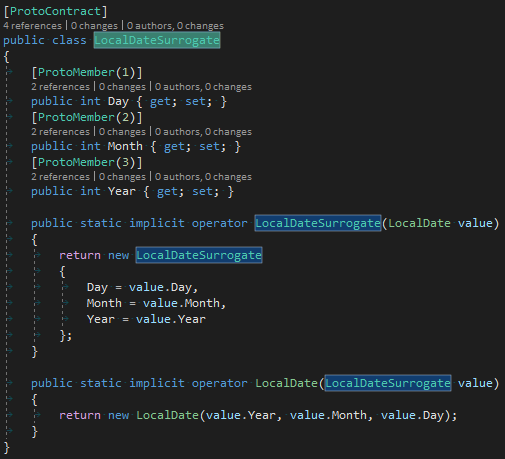 [ProtoContract]
4 references | 0 changes | 0 authors, 0 changes
public class LocalDateSurrogate
{
[ProtoMember(1)]
2 references | 0 changes | 0 authors, 0 changes
public int Day { get; set; }
[ProtoMember(2)]
2 references | 0 changes | 0 authors, 0 changes
public int Month { get; set; }
[ProtoMember(3)]
2 references | 0 changes | 0 authors, 0 changes
public int Year { get; set; }
public static implicit operator LocalDateSurrogate(LocalDate value)
{
return new LocalDateSurrogate
{
Day = value.Day,
Month = value.Month,
Year = value.Year
};
}
public static implicit operator LocalDate(LocalDateSurrogate value)
{
return new LocalDate(value.Year, value.Month, value.Day);
}
}